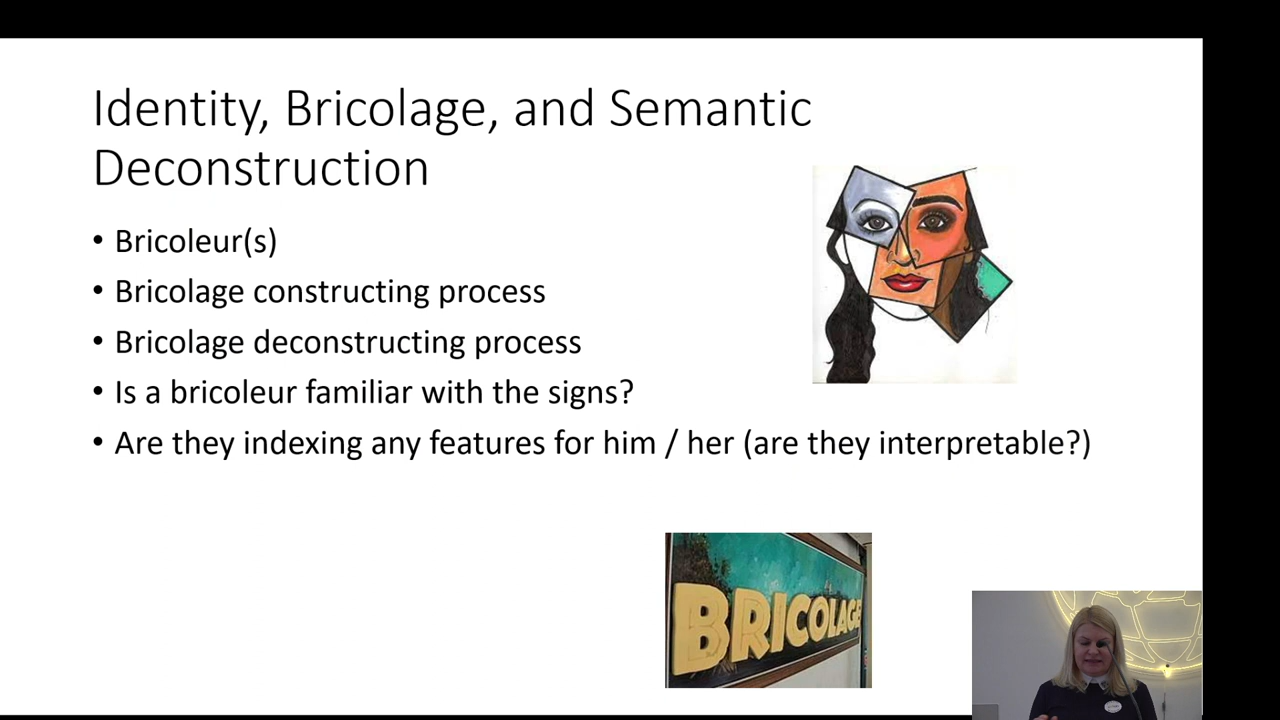 Identity, Bricolage, and Semantic
Deconstruction
• Bricoleur(s)
• Bricolage constructing process
• Bricolage deconstructing process
• Is a bricoleur familiar with the signs?
• Are they indexing any features for him / her (are they interpretable?)
BRICOLAGE